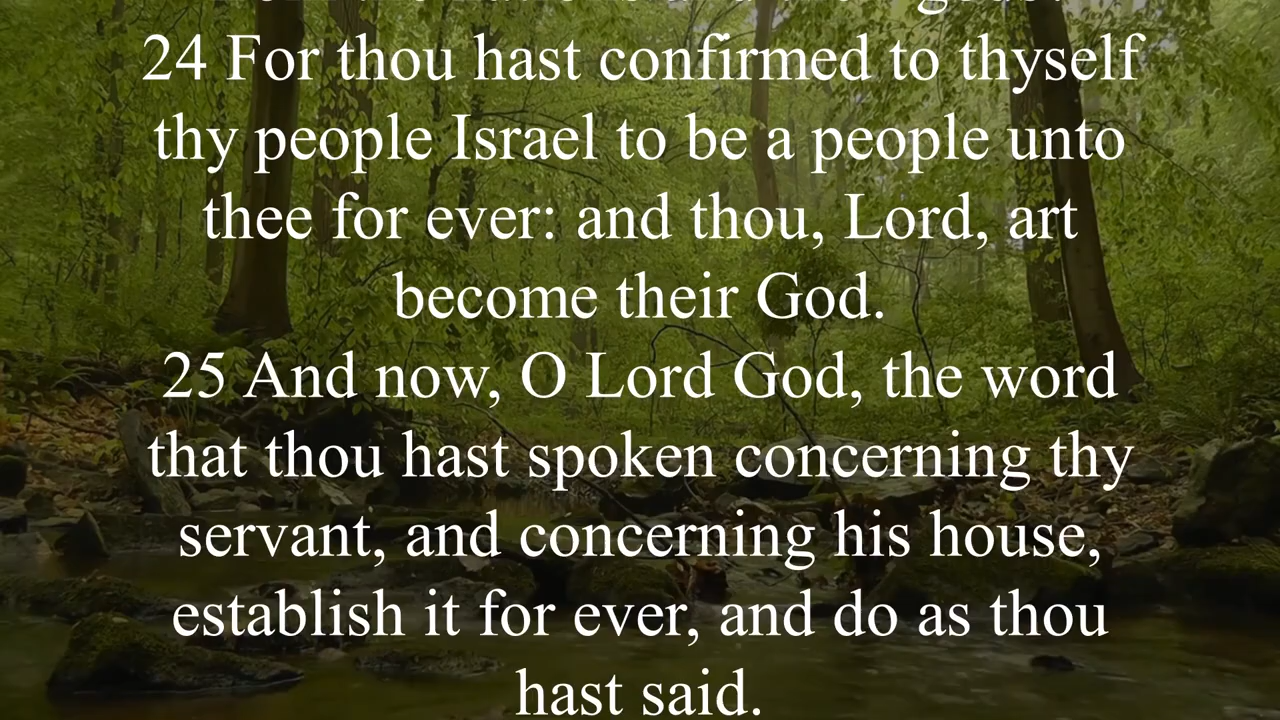 24 For thou hast confirmed to thyself
thy people Israel to be a people unto
thee for ever: and thou, Lord, art
become their God.
25 And now, O Lord God, the word
that thou hast spoken concerning thy
servant, and concerning his house,
establish it for ever, and do as thou
hast said.